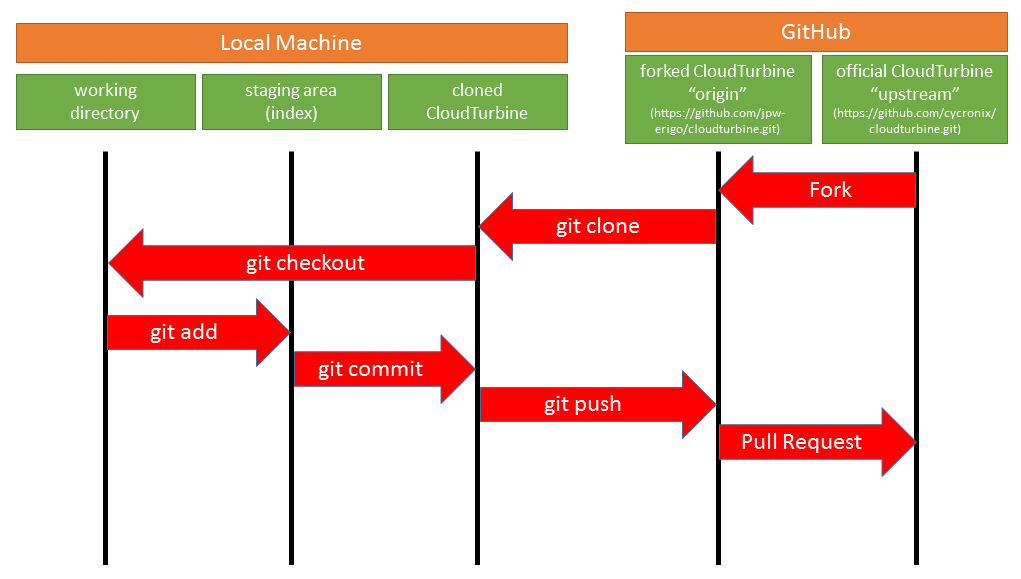 Local Machine
GitHub
working
directory
staging area
(index)
cloned
CloudTurbine
forked CloudTurbine
“origin”
(https://github.com/jpw-
erigo/cloudturbine.git)
official CloudTurbine
“upstream”
(https://github.com/cycronix/
cloudturbine.git)
Fork
git clone
git checkout
git add
git commit
git push
Pull Request